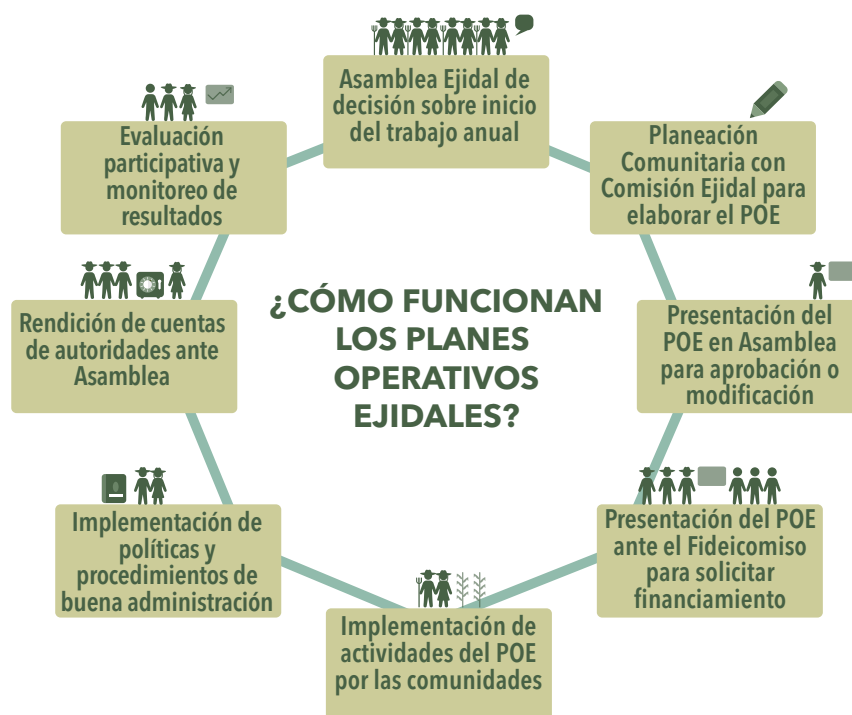 Asamblea Ejidal de
decisión sobre inicio
del trabajo anual
Planeación
Comunitaria con
Comisión Ejidal para
elaborar el POE
Presentación del
POE en Asamblea
para aprobación o
modificación
Presentación del POE
ante el Fideicomiso
para solicitar
financiamiento
Implementación de
actividades del POE
por las comunidades
Implementación de
políticas y
procedimientos de
buena administración
Rendición de cuentas
de autoridades ante
Asamblea
Evaluación
participativa y
monitoreo de
resultados
¿CÓMO FUNCIONAN
LOS PLANES
OPERATIVOS
EJIDALES?